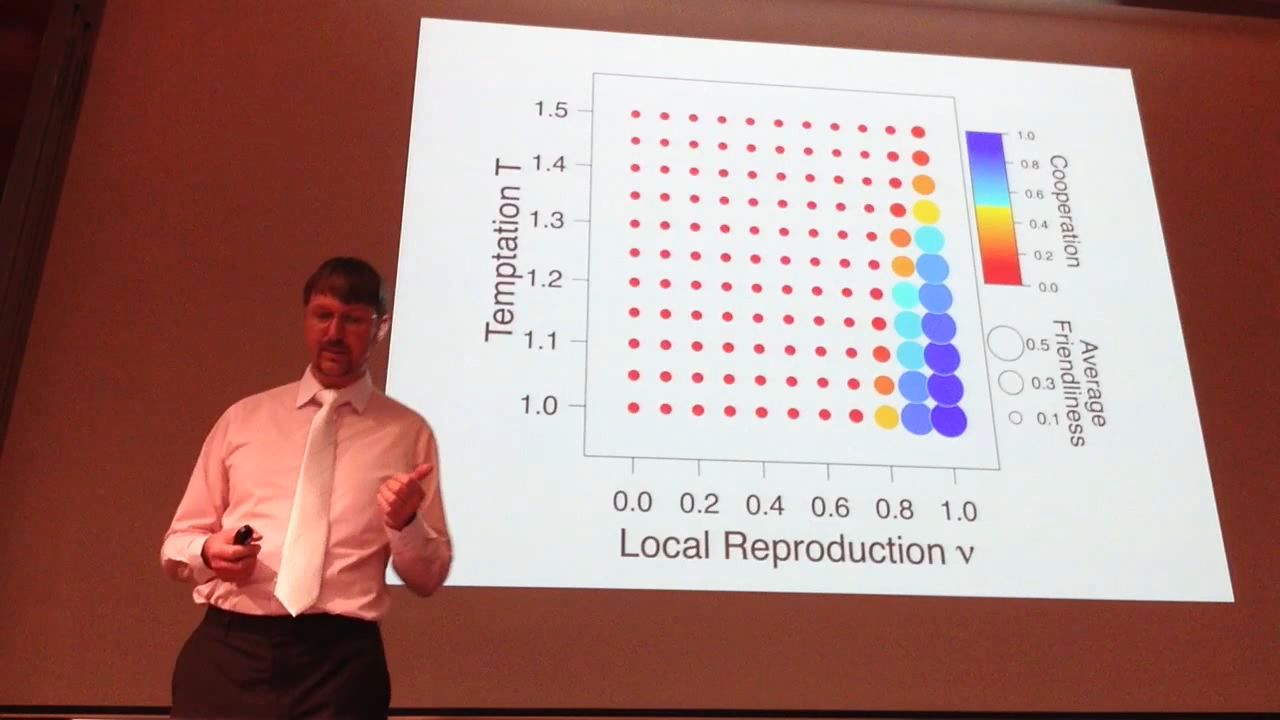 1.5
1.4
1.3
1.2
1.1
1.0
Temptation T
0.0 0.2 0.4 0.6 0.8 1.0
Local Reproduction ν
1.0
0.8
0.6
0.4
0.2
0.0
Cooperation
0.5
0.3
0.1
Average
Friendliness